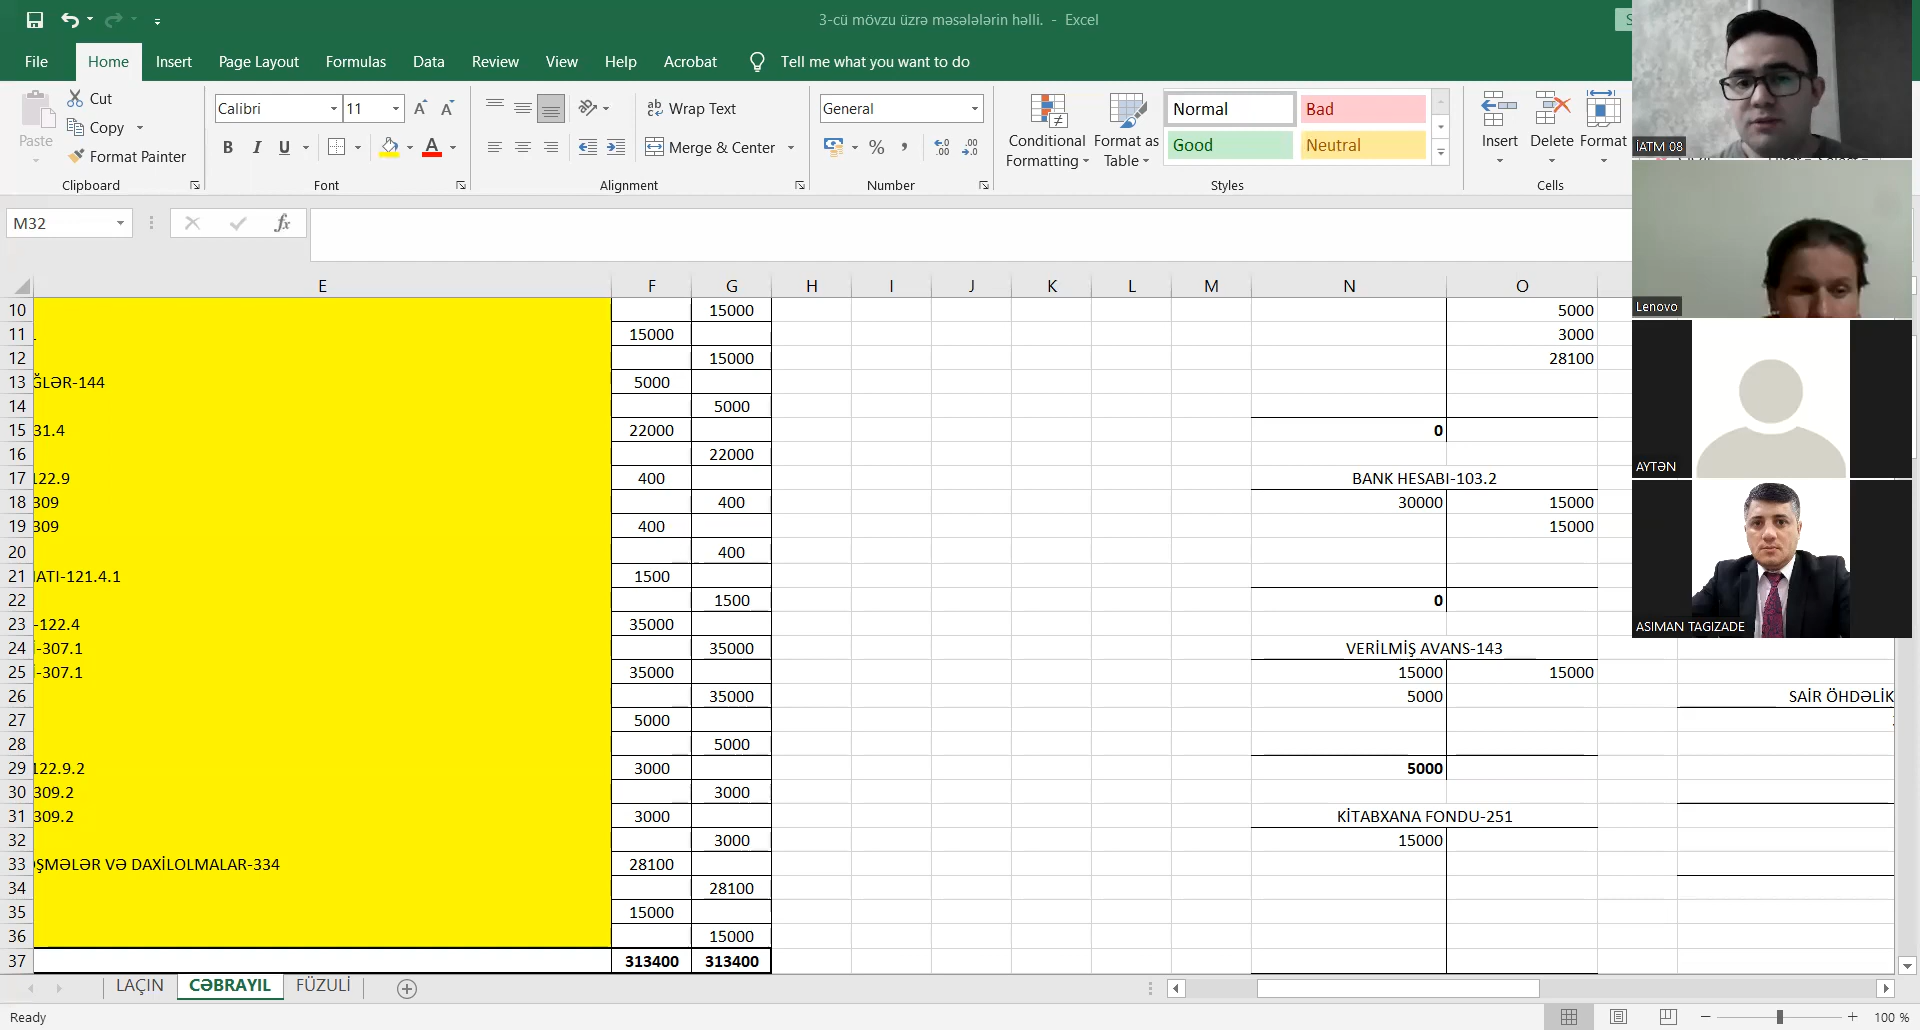 3-cü mövzu üzrə məsələlərin həlli. - Excel
File Home Insert Page Layout Formulas Data Review View Help Acrobat Tell me what you want to do
Cut
Copy
Paste
Format Painter
Clipboard
Calibri 11
B I U
Font
Wrap Text
Merge & Center
Alignment
General
Number
Conditional Formatting
Format as Table
Normal Bad
Good Neutral
Styles
Insert Delete Format
Cells
M32
E F G H I J K L M N O
10 15000 5000
11 15000 3000
12 15000 28100
13 ĞLƏR-144 5000
14 5000
15 31.4 22000 0
16 22000
17 122.9 400 BANK HESABI-103.2
18 309 400 30000 15000
19 309 400 15000
20 400
21 ATI-121.4.1 1500
22 1500 0
23 -122.4 35000
24 -307.1 35000 VERİLMİŞ AVANS-143
25 -307.1 35000 15000 15000
26 35000 5000 SAİR ÖHDƏLİK
27 5000
28 5000
29 122.9.2 3000 5000
30 309.2 3000
31 309.2 3000 KİTABXANA FONDU-251
32 3000 15000
33 ŞMƏLƏR VƏ DAXİLOLMALAR-334 28100
34 28100
35 15000
36 15000
37 313400 313400
LAÇIN CƏBRAYIL FÜZULİ
Ready
100 %
İATM 08
Lenovo
AYTƏN
ASIMAN TAGIZADE